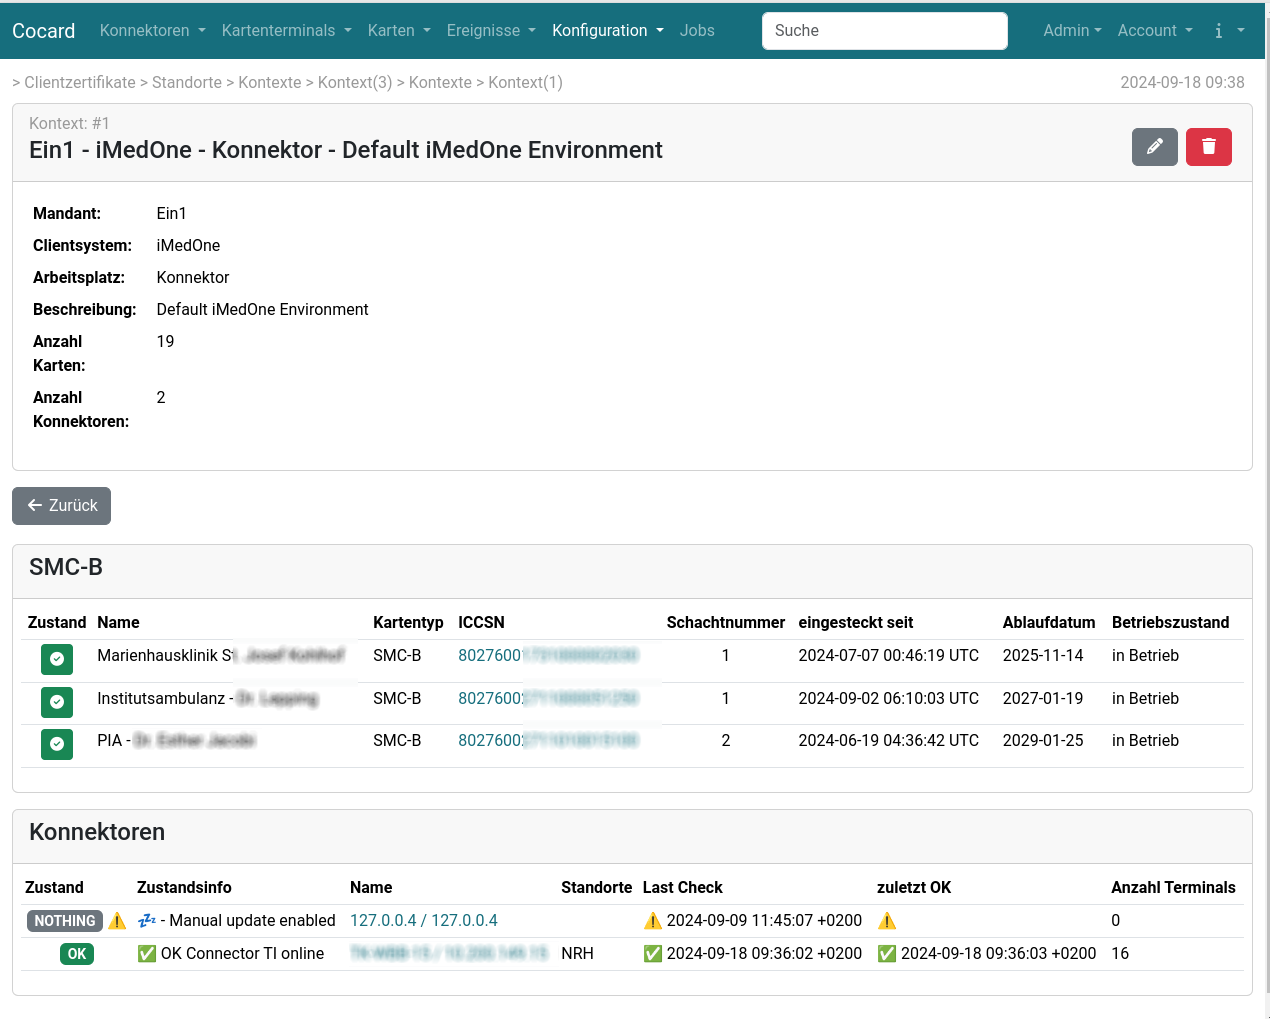 Cocard Konnektoren Kartenterminals Karten Ereignisse Konfiguration Jobs Suche Admin Account i
> Clientzertifikate > Standorte > Kontexte > Kontext(3) > Kontexte > Kontext(1) 2024-09-18 09:38
Kontext: #1
Ein1 - iMedOne - Konnektor - Default iMedOne Environment
Mandant: Ein1
Clientsystem: iMedOne
Arbeitsplatz: Konnektor
Beschreibung: Default iMedOne Environment
Anzahl 19
Karten:
Anzahl 2
Konnektoren:
Zurück
SMC-B
Zustand Name Kartentyp ICCSN Schachtnummer eingesteckt seit Ablaufdatum Betriebszustand
Marienhausklinik SMC-B 8027600 1 2024-07-07 00:46:19 UTC 2025-11-14 in Betrieb
Institutsambulanz - SMC-B 8027600 1 2024-09-02 06:10:03 UTC 2027-01-19 in Betrieb
PIA - SMC-B 8027600 2 2024-06-19 04:36:42 UTC 2029-01-25 in Betrieb
Konnektoren
Zustand Zustandsinfo Name Standorte Last Check zuletzt OK Anzahl Terminals
NOTHING ⚠️ 💤 - Manual update enabled 127.0.0.4 / 127.0.0.4 ⚠️ 2024-09-09 11:45:07 +0200 ⚠️ 0
OK ✅ OK Connector TI online NRH ✅ 2024-09-18 09:36:02 +0200 ✅ 2024-09-18 09:36:03 +0200 16